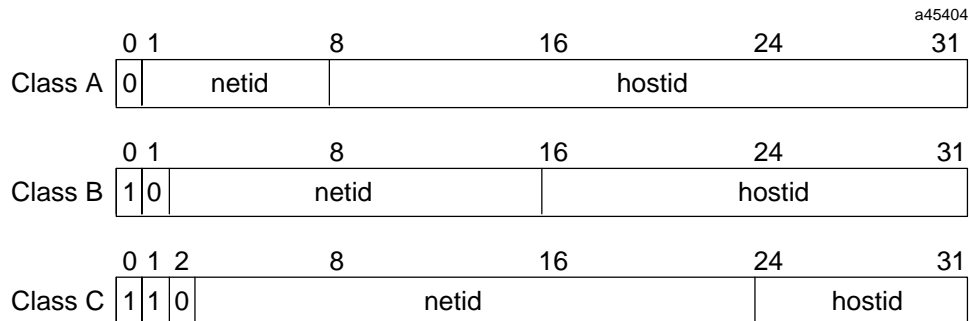 a45404
0 1 8 16 24 31
Class A 0 netid hostid
0 1 8 16 24 31
Class B 1 0 netid hostid
0 1 2 8 16 24 31
Class C 1 1 0 netid hostid